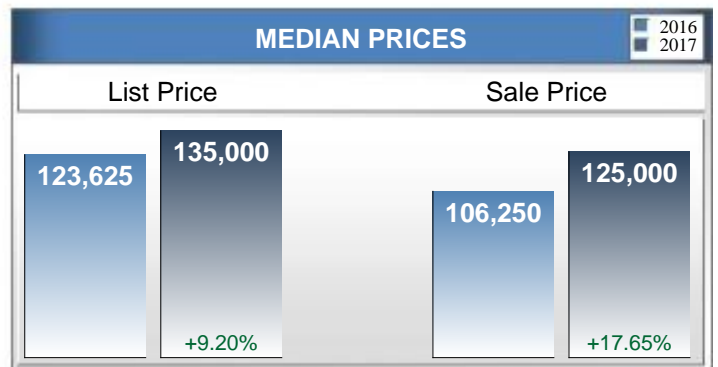 MEDIAN PRICES
2016
2017
List Price
Sale Price
123,625
135,000
106,250
125,000
+9.20%
+17.65%